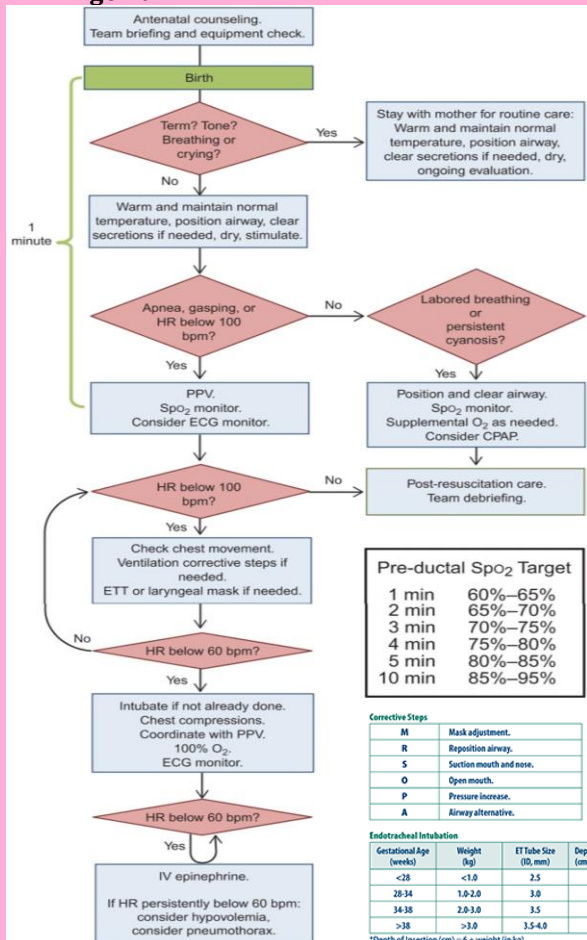 Antenatal counseling.
Team briefing and equipment check.
Birth
1
minute
Term? Tone?
Breathing or
crying?
Yes
Stay with mother for routine care:
Warm and maintain normal
temperature, position airway,
clear secretions if needed, dry,
ongoing evaluation.
No
Warm and maintain normal
temperature, position airway, clear
secretions if needed, dry, stimulate.
Apnea, gasping, or
HR below 100
bpm?
No
Labored breathing
or
persistent
cyanosis?
Yes
Yes
PPV.
SpO₂ monitor.
Consider ECG monitor.
Position and clear airway.
SpO₂ monitor.
Supplemental O₂ as needed.
Consider CPAP.
HR below 100
bpm?
No
Post-resuscitation care.
Team debriefing.
Yes
Check chest movement.
Ventilation corrective steps if
needed.
ETT or laryngeal mask if needed.
No
HR below 60 bpm?
Yes
Intubate if not already done.
Chest compressions.
Coordinate with PPV.
100% O₂.
ECG monitor.
HR below 60 bpm?
Yes
IV epinephrine.
If HR persistently below 60 bpm:
consider hypovolemia,
consider pneumothorax.
Pre-ductal SpO₂ Target
1 min 60%–65%
2 min 65%–70%
3 min 70%–75%
4 min 75%–80%
5 min 80%–85%
10 min 85%–95%
Corrective Steps
M Mask adjustment.
R Reposition airway.
S Suction mouth and nose.
O Open mouth.
P Pressure increase.
A Airway alternative.
Endotracheal Intubation
Gestational Age Weight ET Tube Size
(weeks) (kg) (ID, mm)
<28 <1.0 2.5
28-34 1.0-2.0 3.0
34-38 2.0-3.0 3.5
>38 >3.0 3.5-4.0
*Depth of Insertion (cm) = 6 + weight (in kg)